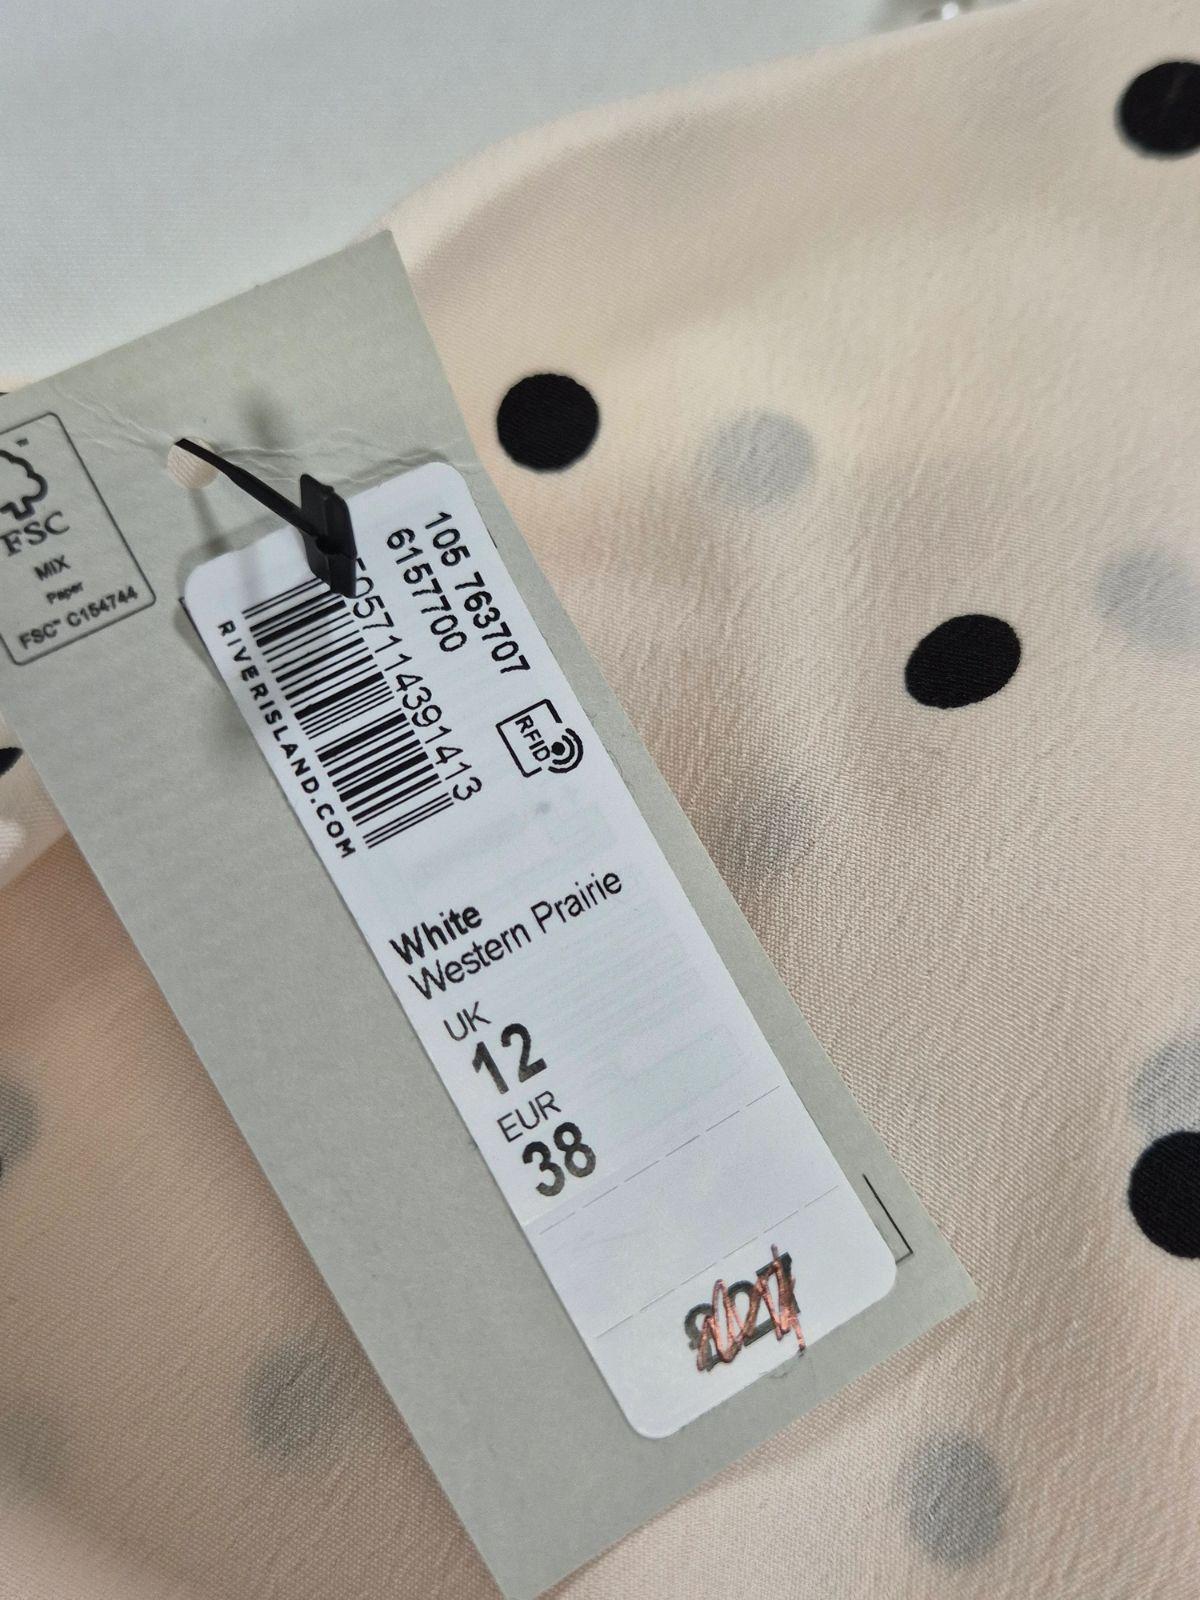 FSC
MIX
Paper
FSC™ C154744
105 763707
6157700
5057114391413
RIVERISLAND.COM
RFID
White
Western Prairie
UK
12
EUR
38